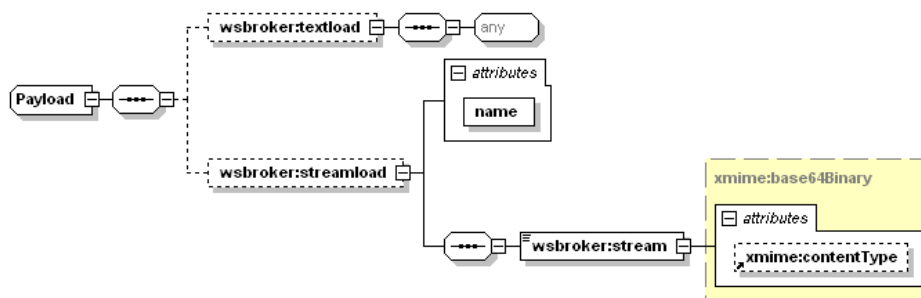 wsbroker:textload
any
attributes
Payload
name
wsbroker:streamload
xmime:base64Binary
attributes
wsbroker:stream
xmime:contentType